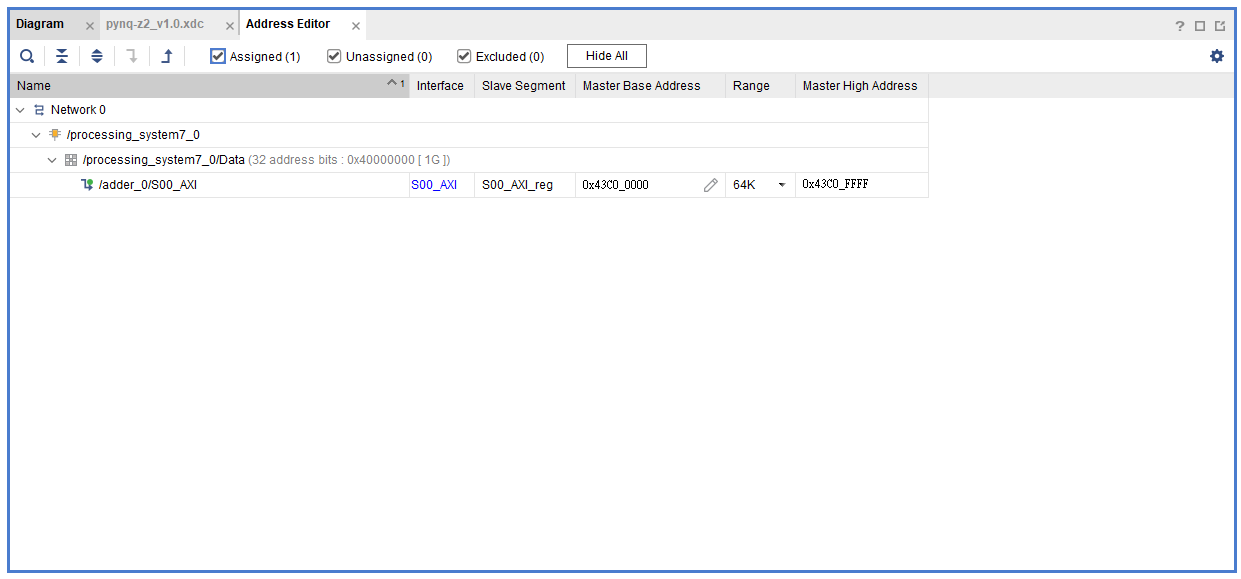 Diagram pynq-z2_v1.0.xdc Address Editor ?
Assigned (1) Unassigned (0) Excluded (0) Hide All
Name 1 Interface Slave Segment Master Base Address Range Master High Address
Network 0
/processing_system7_0
/processing_system7_0/Data (32 address bits : 0x40000000 [ 1G ])
/adder_0/S00_AXI S00_AXI S00_AXI_reg 0x43C0_0000 64K 0x43C0_FFFF